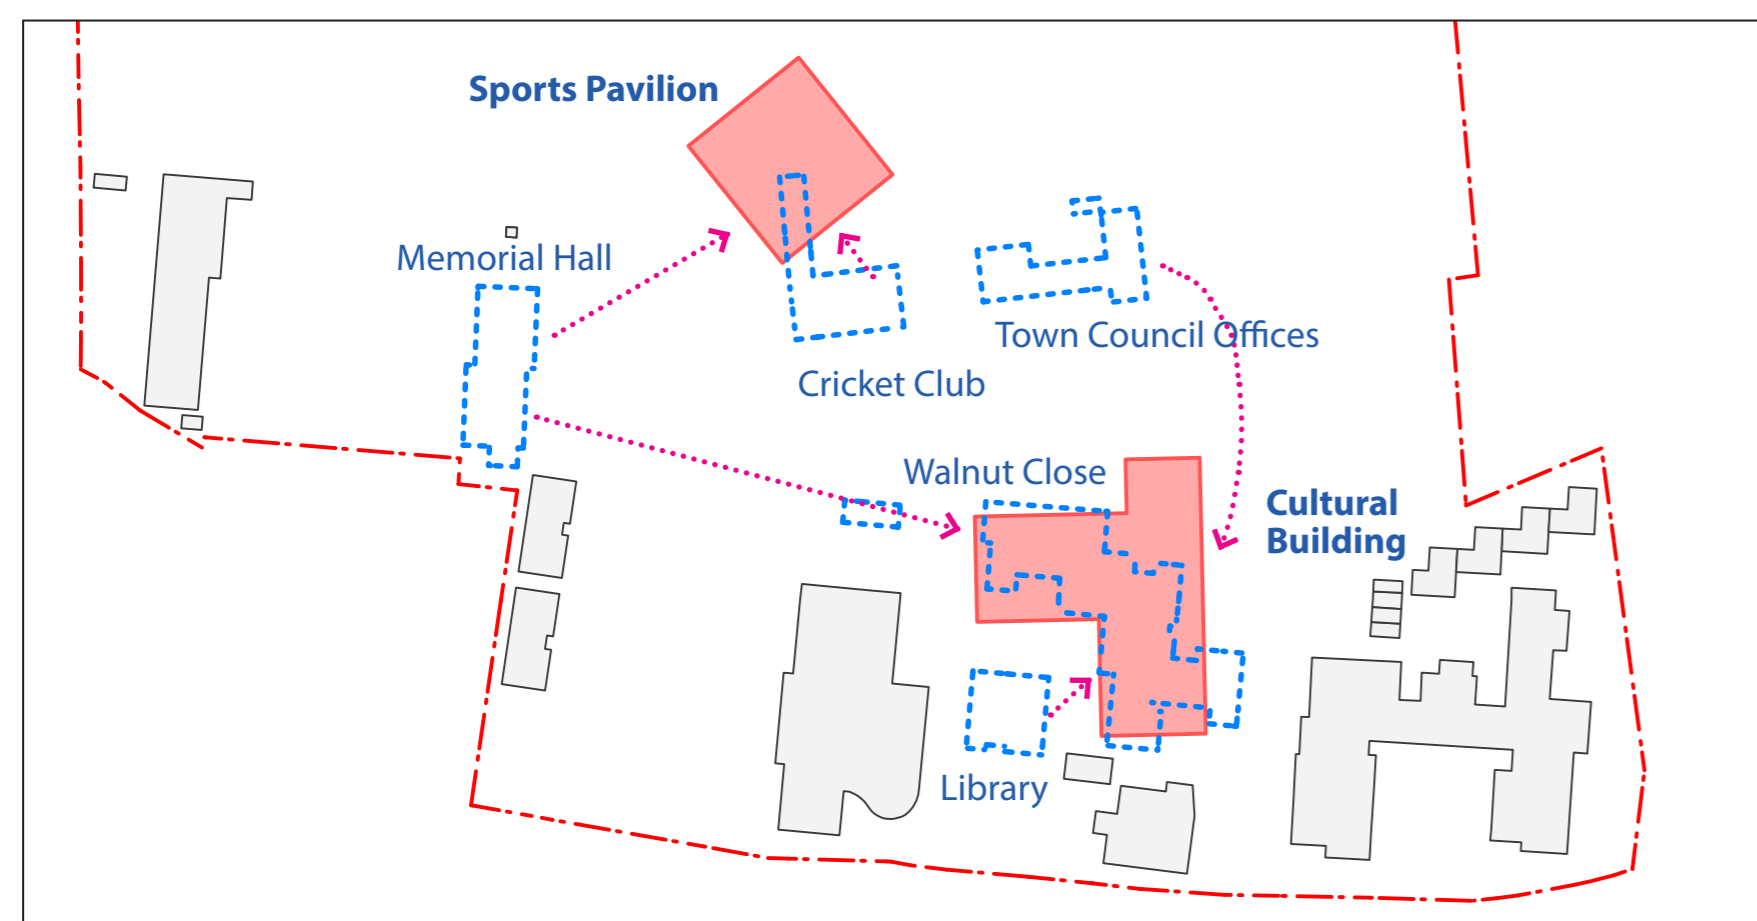 Sports Pavilion
Memorial Hall
Town Council Offices
Cricket Club
Walnut Close
Cultural
Building
Library